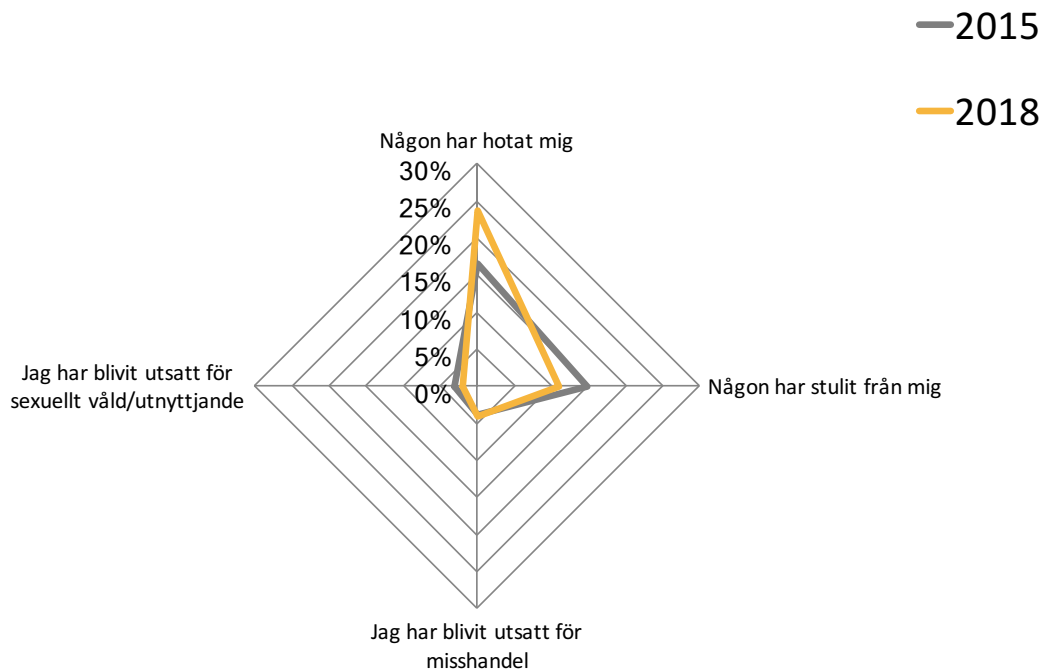 2015
2018
Någon har hotat mig
30%
25%
20%
15%
10%
5%
0%
Jag har blivit utsatt för
sexuellt våld/utnyttjande
Någon har stulit från mig
Jag har blivit utsatt för
misshandel